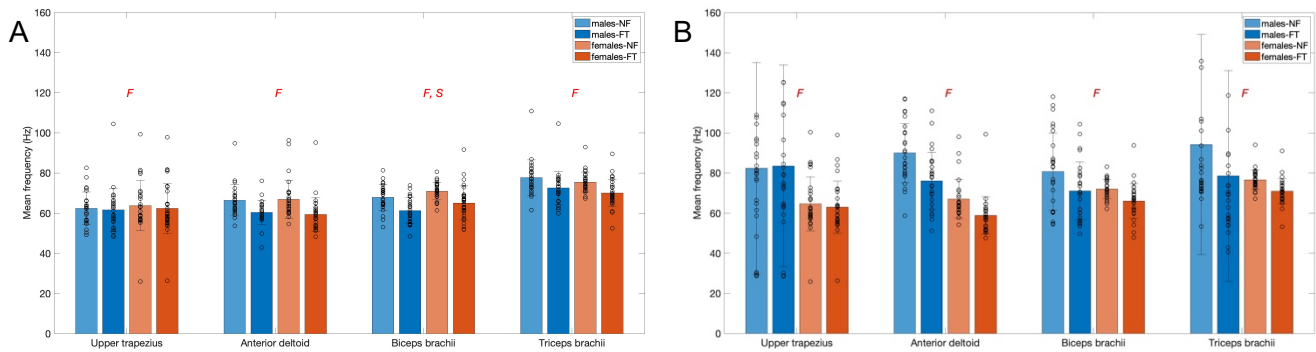 A
Mean frequency (Hz)
160
140
120
100
80
60
40
20
0
males-NF
males-FT
females-NF
females-FT
F
F
F, S
F
Upper trapezius
Anterior deltoid
Biceps brachii
Triceps brachii
B
Mean frequency (Hz)
160
140
120
100
80
60
40
20
0
males-NF
males-FT
females-NF
females-FT
F
F
F
F
Upper trapezius
Anterior deltoid
Biceps brachii
Triceps brachii